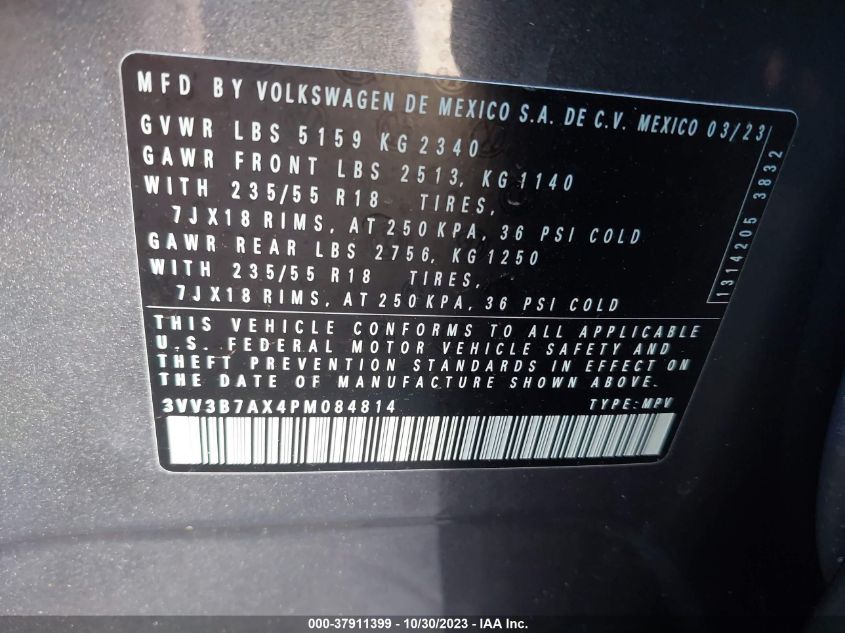 MFD BY VOLKSWAGEN DE MEXICO S.A. DE C.V. MEXICO 03/23
GVWR LBS 5159 KG 2340
GAWR FRONT LBS 2513, KG 1140
WITH 235/55 R18 TIRES,
7JX18 RIMS, AT 250 KPA, 36 PSI COLD
GAWR REAR LBS 2756, KG 1250
WITH 235/55 R18 TIRES,
7JX18 RIMS, AT 250 KPA, 36 PSI COLD
1314205 3832
THIS VEHICLE CONFORMS TO ALL APPLICABLE
U.S. FEDERAL MOTOR VEHICLE SAFETY AND
THEFT PREVENTION STANDARDS IN EFFECT ON
THE DATE OF MANUFACTURE SHOWN ABOVE.
3VV3B7AX4PM084814 TYPE:MPV
000-37911399 - 10/30/2023 - IAA Inc.